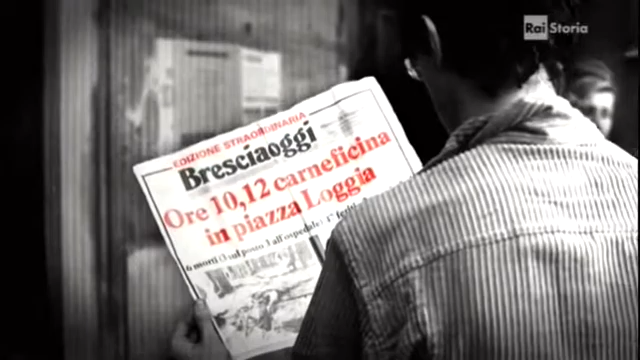 Rai Storia
EDIZIONE STRAORDINARIA
Bresciaoggi
Ore 10,12 carneficina
in piazza Loggia
6 morti (3 sul posto 3 all'ospedale)